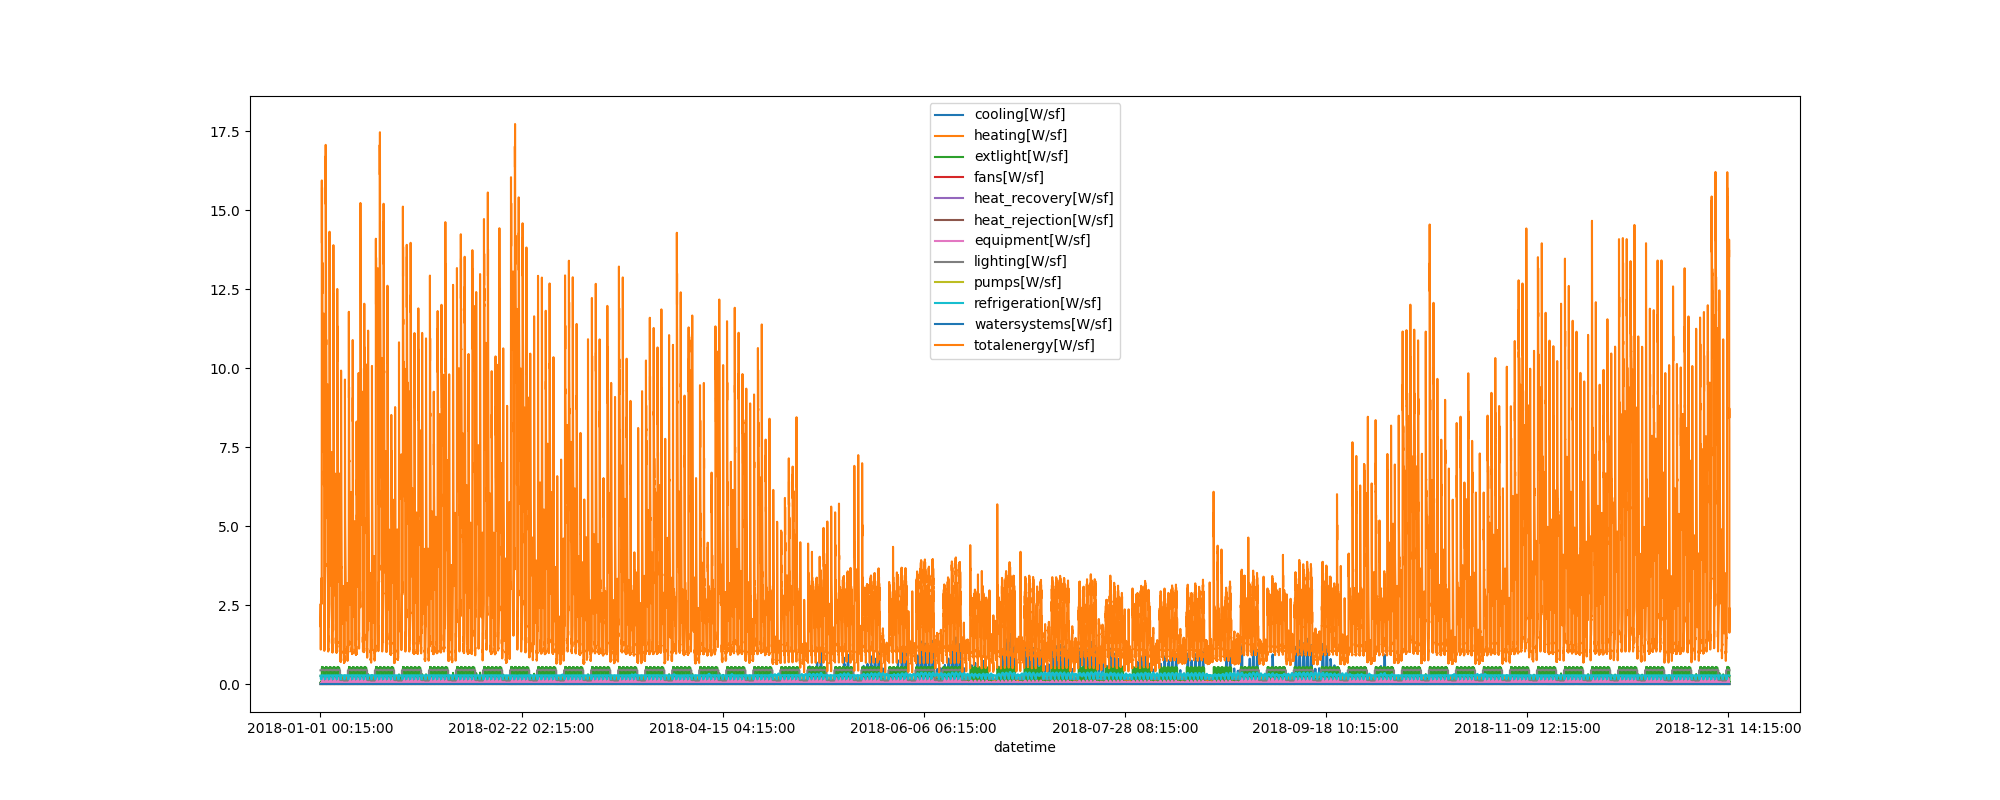 cooling[W/sf]
heating[W/sf]
extlight[W/sf]
fans[W/sf]
heat_recovery[W/sf]
heat_rejection[W/sf]
equipment[W/sf]
lighting[W/sf]
pumps[W/sf]
refrigeration[W/sf]
watersystems[W/sf]
totalenergy[W/sf]
17.5
15.0
12.5
10.0
7.5
5.0
2.5
0.0
2018-01-01 00:15:00 2018-02-22 02:15:00 2018-04-15 04:15:00 2018-06-06 06:15:00 2018-07-28 08:15:00 2018-09-18 10:15:00 2018-11-09 12:15:00 2018-12-31 14:15:00
datetime